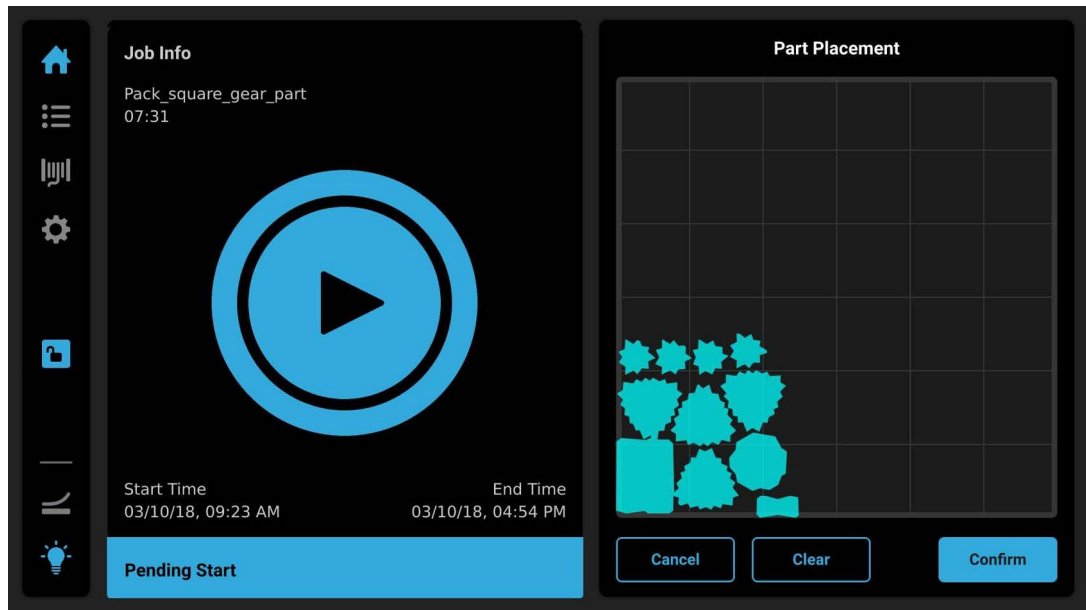 Job Info
Pack_square_gear_part
07:31
Start Time
03/10/18, 09:23 AM
End Time
03/10/18, 04:54 PM
Pending Start
Part Placement
Cancel
Clear
Confirm